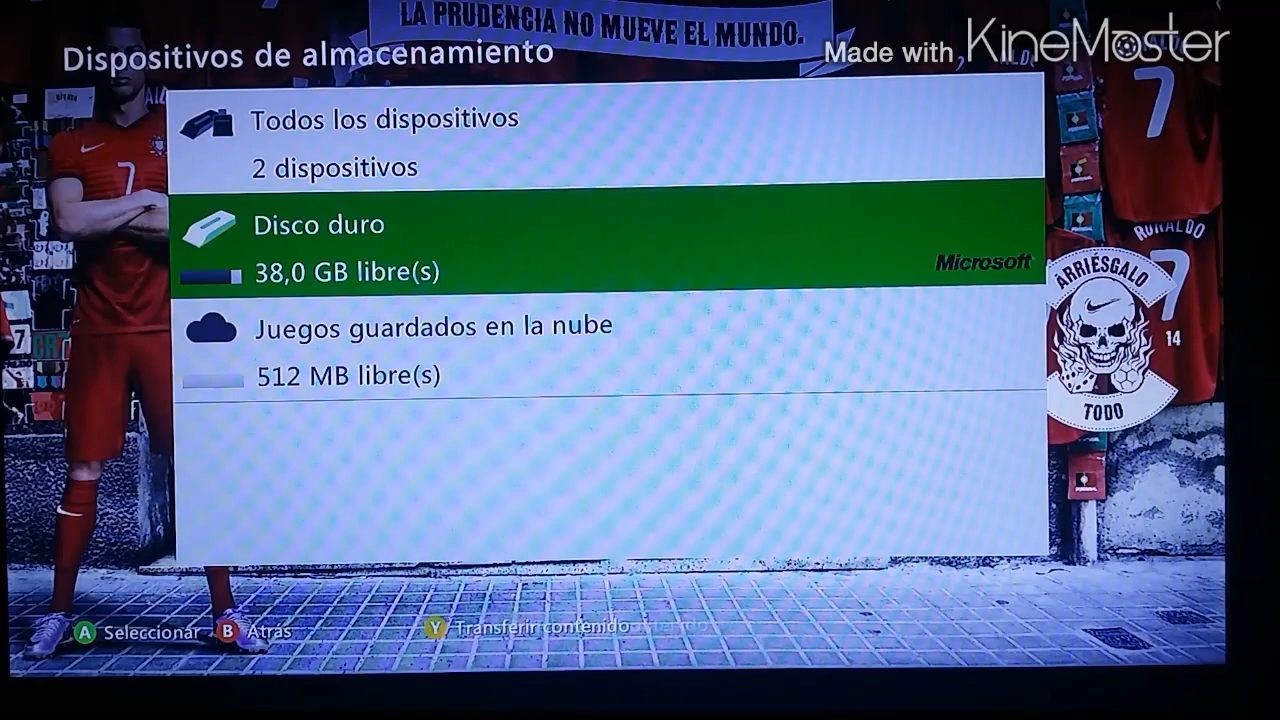 LA PRUDENCIA NO MUEVE EL MUNDO.
Made with KineMaster
Dispositivos de almacenamiento
Todos los dispositivos
2 dispositivos
Disco duro
38,0 GB libre(s)
Microsoft
Juegos guardados en la nube
512 MB libre(s)
7
7
RONALDO
7
ARRIÉSGALO
TODO
14
7
A Seleccionar
B Atrás
Y Transferir contenido